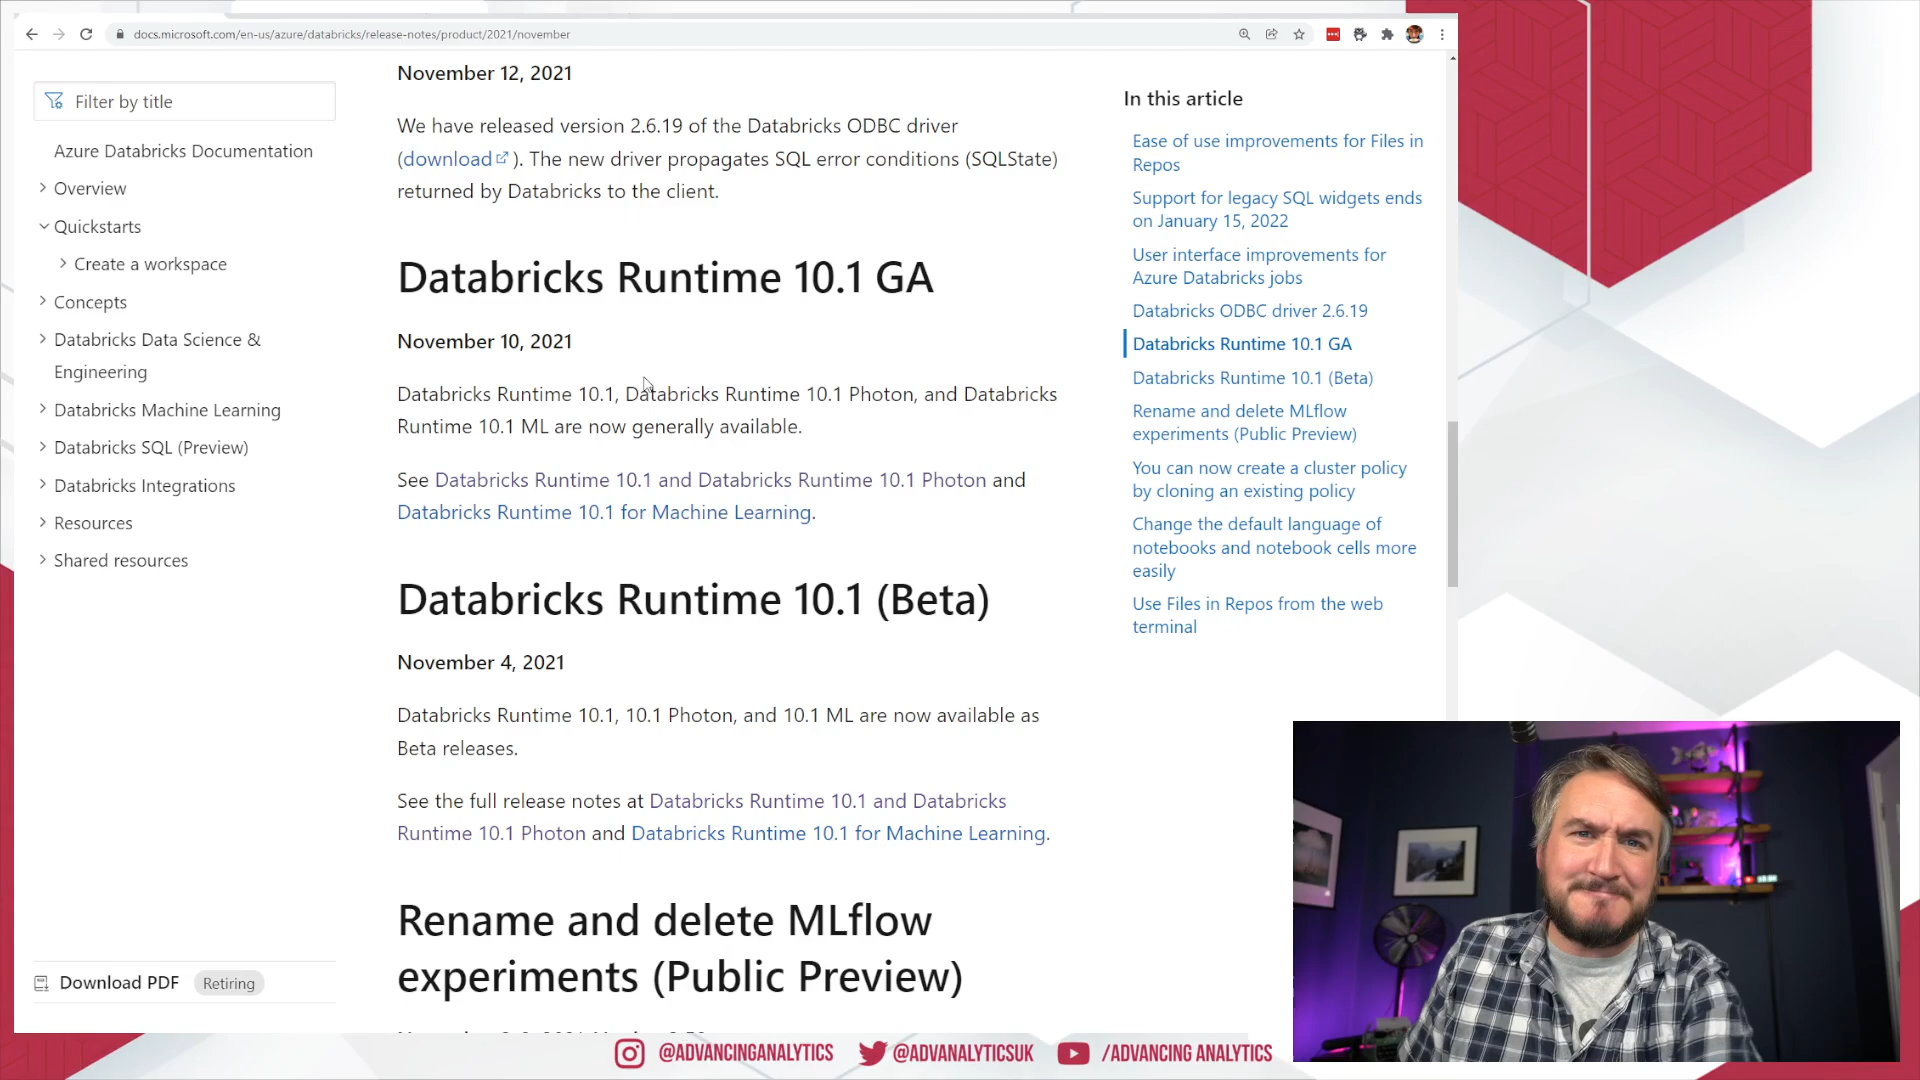 docs.microsoft.com/en-us/azure/databricks/release-notes/product/2021/november
Filter by title
Azure Databricks Documentation
Overview
Quickstarts
Create a workspace
Concepts
Databricks Data Science &
Engineering
Databricks Machine Learning
Databricks SQL (Preview)
Databricks Integrations
Resources
Shared resources
Download PDF Retiring
November 12, 2021
We have released version 2.6.19 of the Databricks ODBC driver
(download). The new driver propagates SQL error conditions (SQLState)
returned by Databricks to the client.
Databricks Runtime 10.1 GA
November 10, 2021
Databricks Runtime 10.1, Databricks Runtime 10.1 Photon, and Databricks
Runtime 10.1 ML are now generally available.
See Databricks Runtime 10.1 and Databricks Runtime 10.1 Photon and
Databricks Runtime 10.1 for Machine Learning.
Databricks Runtime 10.1 (Beta)
November 4, 2021
Databricks Runtime 10.1, 10.1 Photon, and 10.1 ML are now available as
Beta releases.
See the full release notes at Databricks Runtime 10.1 and Databricks
Runtime 10.1 Photon and Databricks Runtime 10.1 for Machine Learning.
Rename and delete MLflow
experiments (Public Preview)
In this article
Ease of use improvements for Files in
Repos
Support for legacy SQL widgets ends
on January 15, 2022
User interface improvements for
Azure Databricks jobs
Databricks ODBC driver 2.6.19
Databricks Runtime 10.1 GA
Databricks Runtime 10.1 (Beta)
Rename and delete MLflow
experiments (Public Preview)
You can now create a cluster policy
by cloning an existing policy
Change the default language of
notebooks and notebook cells more
easily
Use Files in Repos from the web
terminal
@ADVANCINGANALYTICS @ADVANALYTICSUK /ADVANCING ANALYTICS